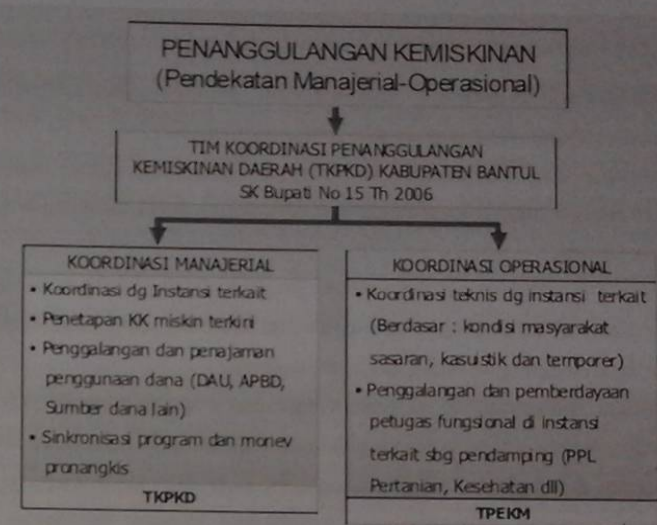 PENANGGULANGAN KEMISKINAN
(Pendekatan Manajerial-Operasional)
TIM KOORDINASI PENANGGULANGAN
KEMISKINAN DAERAH (TKPKD) KABUPATEN BANTUL
SK Bupati No 15 Th 2006
KOORDINASI MANAJERIAL
• Koordinasi dg Instansi terkait
• Penetapan KK miskin terkini
• Penggalangan dan penajaman
penggunaan dana (DAU, APBD,
Sumber dana lain)
• Sinkronisasi program dan monev
pronangkis
TKPKD
KOORDINASI OPERASIONAL
• Koordinasi teknis dg instansi terkait
(Berdasar : kondisi masyarakat
sasaran, kasuistik dan temporer)
• Penggalangan dan pemberdayaan
petugas fungsional di instansi
terkait sbg pendamping (PPL
Pertanian, Kesehatan dll)
TPEKM